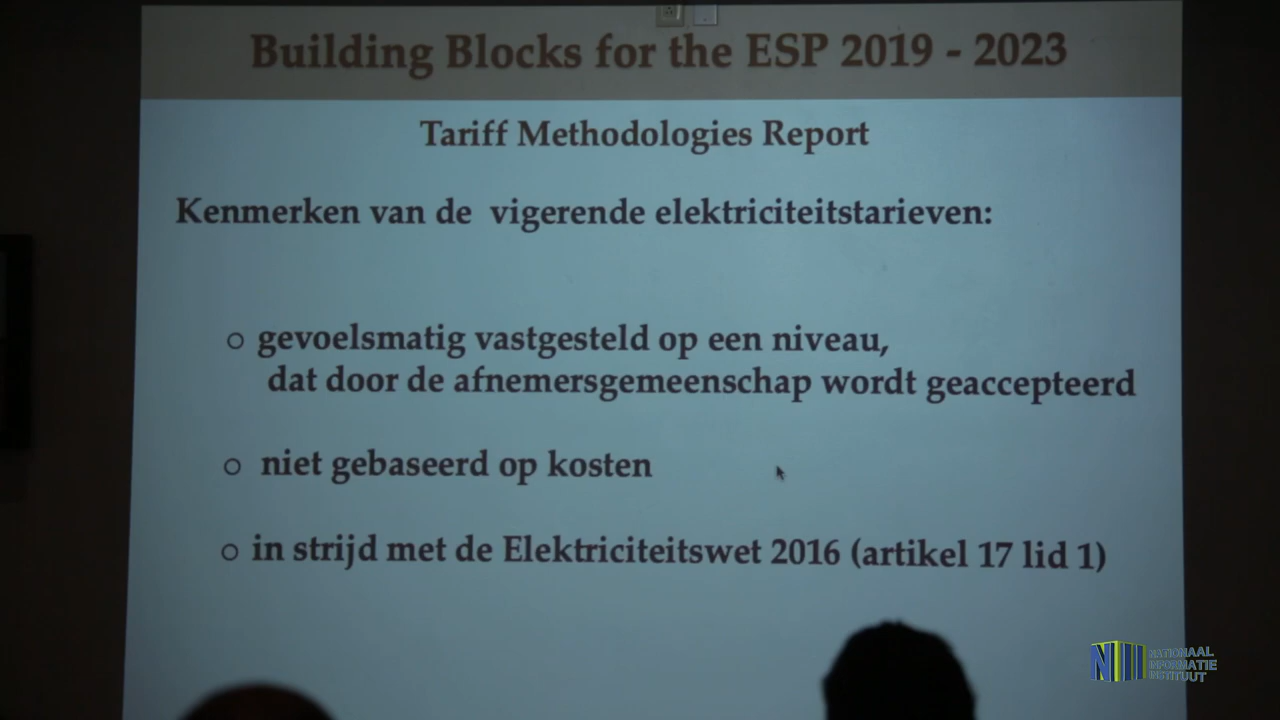 Building Blocks for the ESP 2019 - 2023
Tariff Methodologies Report
Kenmerken van de vigerende elektriciteitstarieven:
○ gevoelsmatig vastgesteld op een niveau,
dat door de afnemersgemeenschap wordt geaccepteerd
○ niet gebaseerd op kosten
○ in strijd met de Elektriciteitswet 2016 (artikel 17 lid 1)
NII
NATIONAAL
INFORMATIE
INSTITUUT